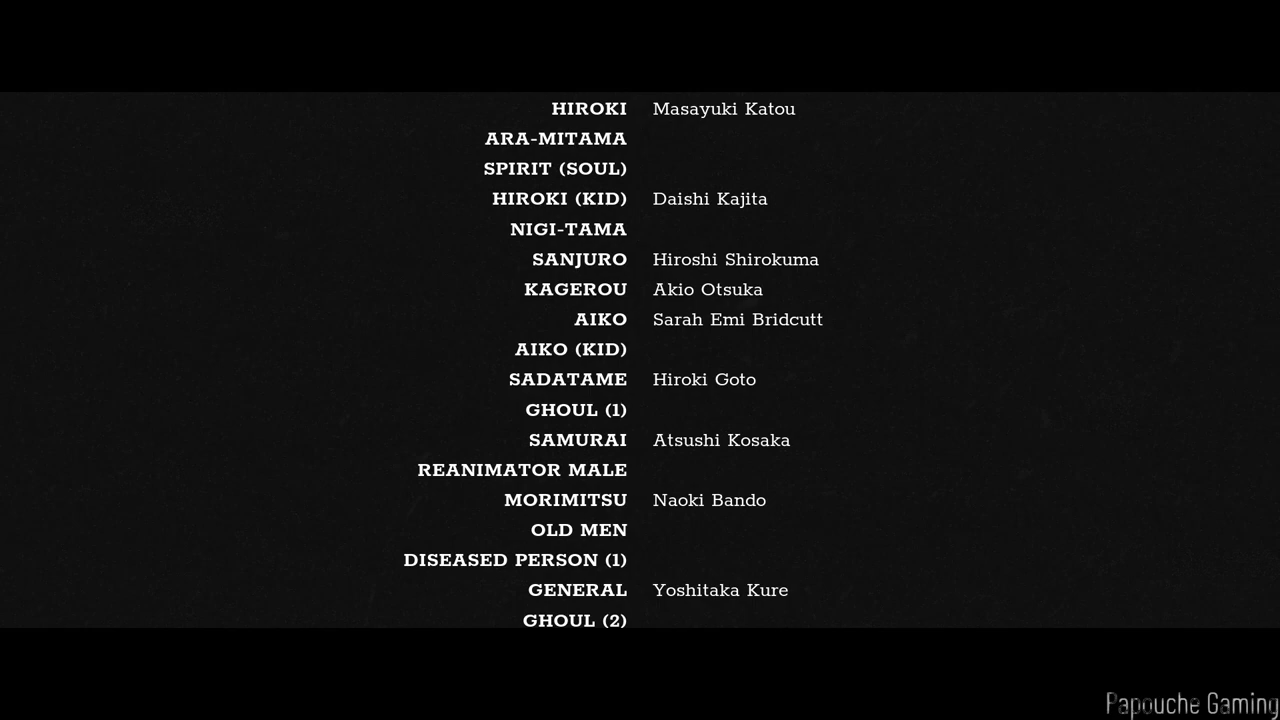 HIROKI Masayuki Katou
ARA-MITAMA
SPIRIT (SOUL)
HIROKI (KID) Daishi Kajita
NIGI-TAMA
SANJURO Hiroshi Shirokuma
KAGEROU Akio Otsuka
AIKO Sarah Emi Bridcutt
AIKO (KID)
SADATAME Hiroki Goto
GHOUL (1)
SAMURAI Atsushi Kosaka
REANIMATOR MALE
MORIMITSU Naoki Bando
OLD MEN
DISEASED PERSON (1)
GENERAL Yoshitaka Kure
GHOUL (2)
Papouche Gaming